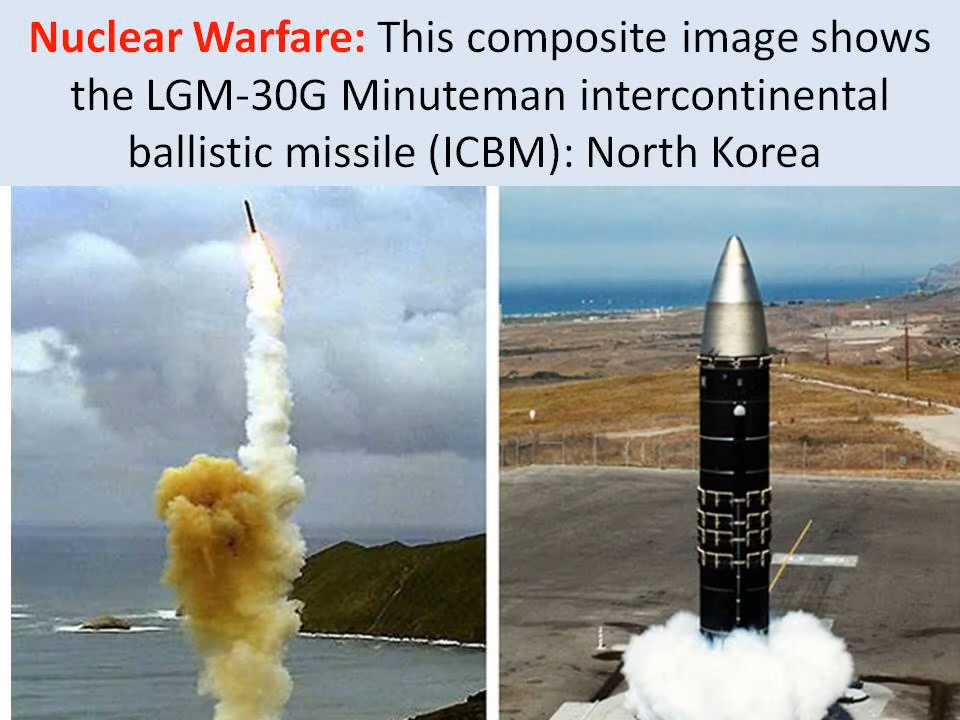 Nuclear Warfare: This composite image shows
the LGM-30G Minuteman intercontinental
ballistic missile (ICBM): North Korea